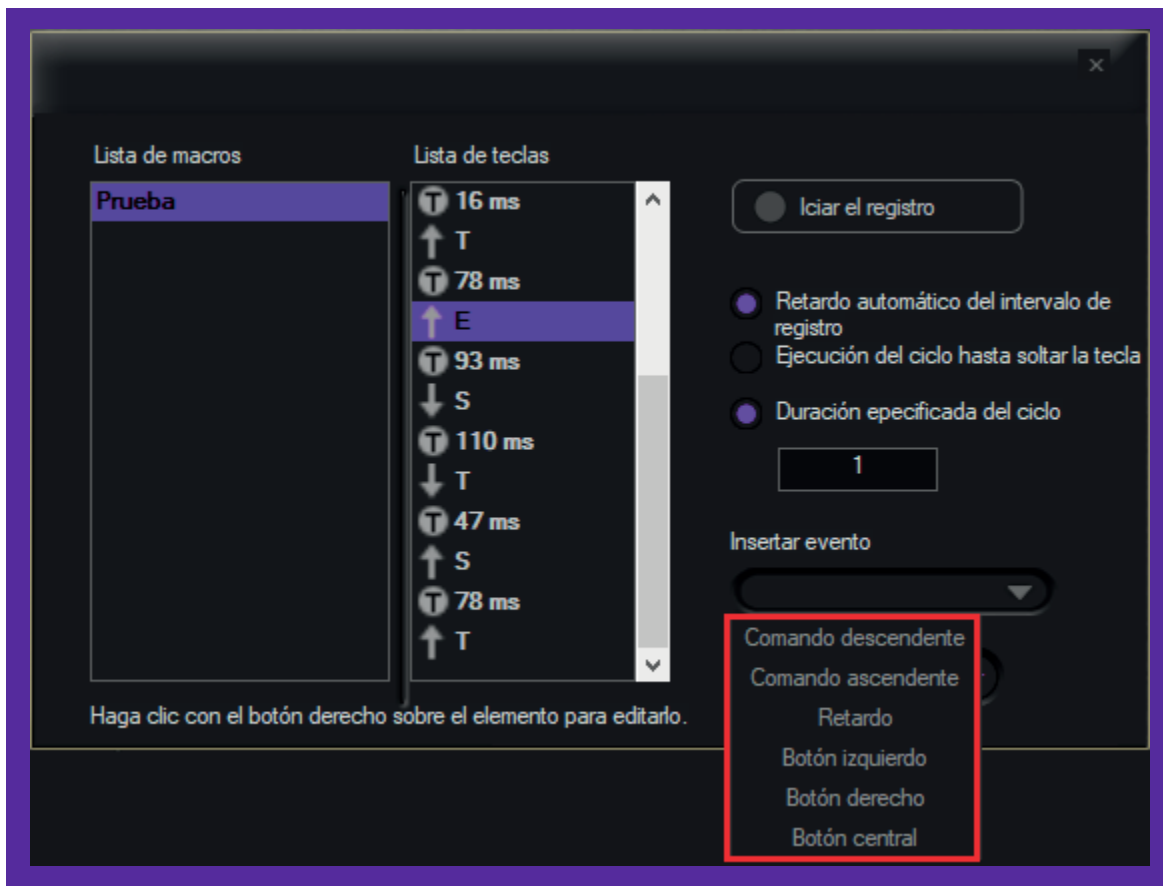 Lista de macros
Prueba
Lista de teclas
T 16 ms
T
T 78 ms
E
T 93 ms
S
T 110 ms
T
T 47 ms
S
T 78 ms
T
Haga clic con el botón derecho sobre el elemento para editarlo.
Iciar el registro
Retardo automático del intervalo de
registro
Ejecución del ciclo hasta soltar la tecla
Duración epecificada del ciclo
1
Insertar evento
Comando descendente
Comando ascendente
Retardo
Botón izquierdo
Botón derecho
Botón central